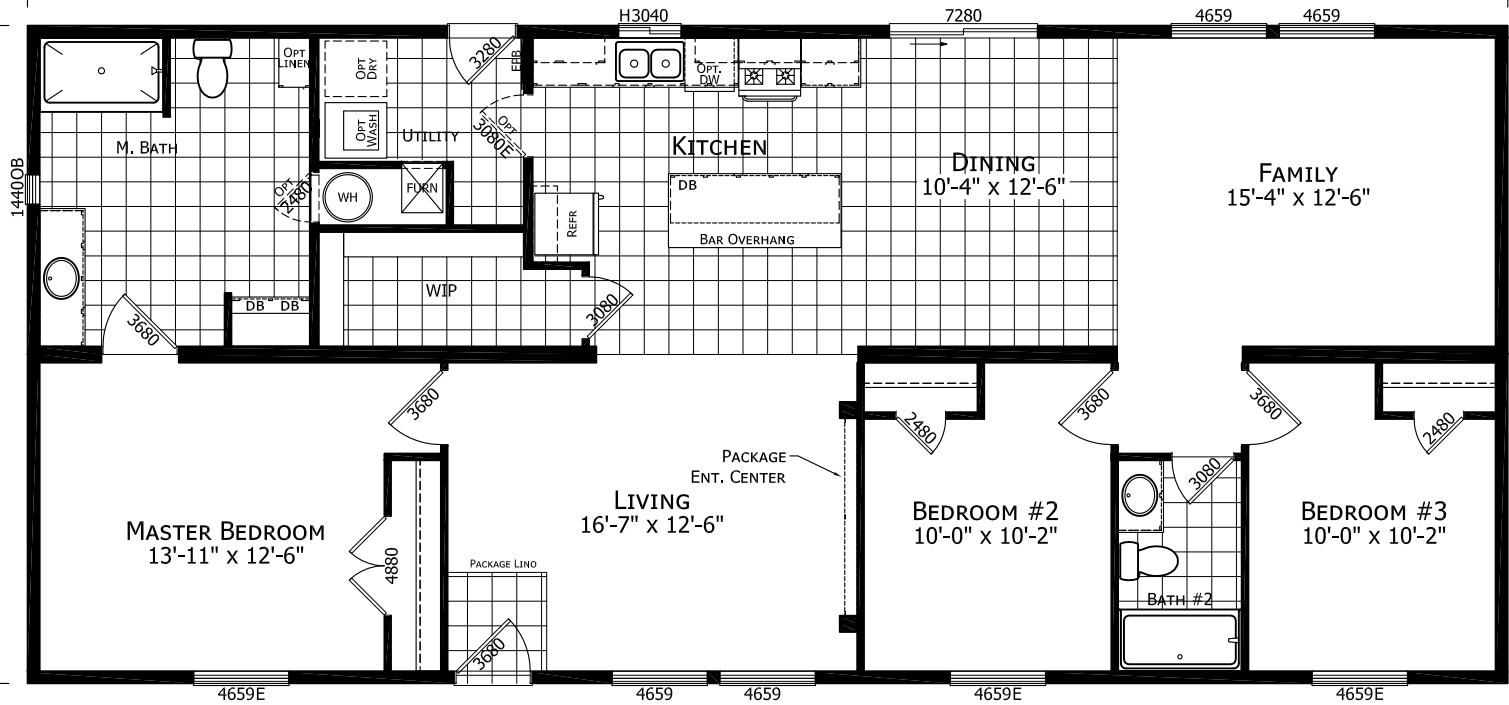 H3040
7280
4659
4659
OPT LINEN
OPT DRY
3280
FPB
OPT. DW
OPT WASH
UTILITY
OPT 3080E
M. BATH
KITCHEN
DINING
10'-4" X 12'-6"
FAMILY
15'-4" X 12'-6"
1440OB
OPT 2480
WH
FURN
DB
REFR
BAR OVERHANG
WIP
3080
DB DB
3680
3680
2480
3680
3680
2480
PACKAGE
ENT. CENTER
3080
LIVING
16'-7" X 12'-6"
MASTER BEDROOM
13'-11" X 12'-6"
BEDROOM #2
10'-0" X 10'-2"
BEDROOM #3
10'-0" X 10'-2"
4880
PACKAGE LINO
BATH #2
3680
4659E
4659
4659
4659E
4659E